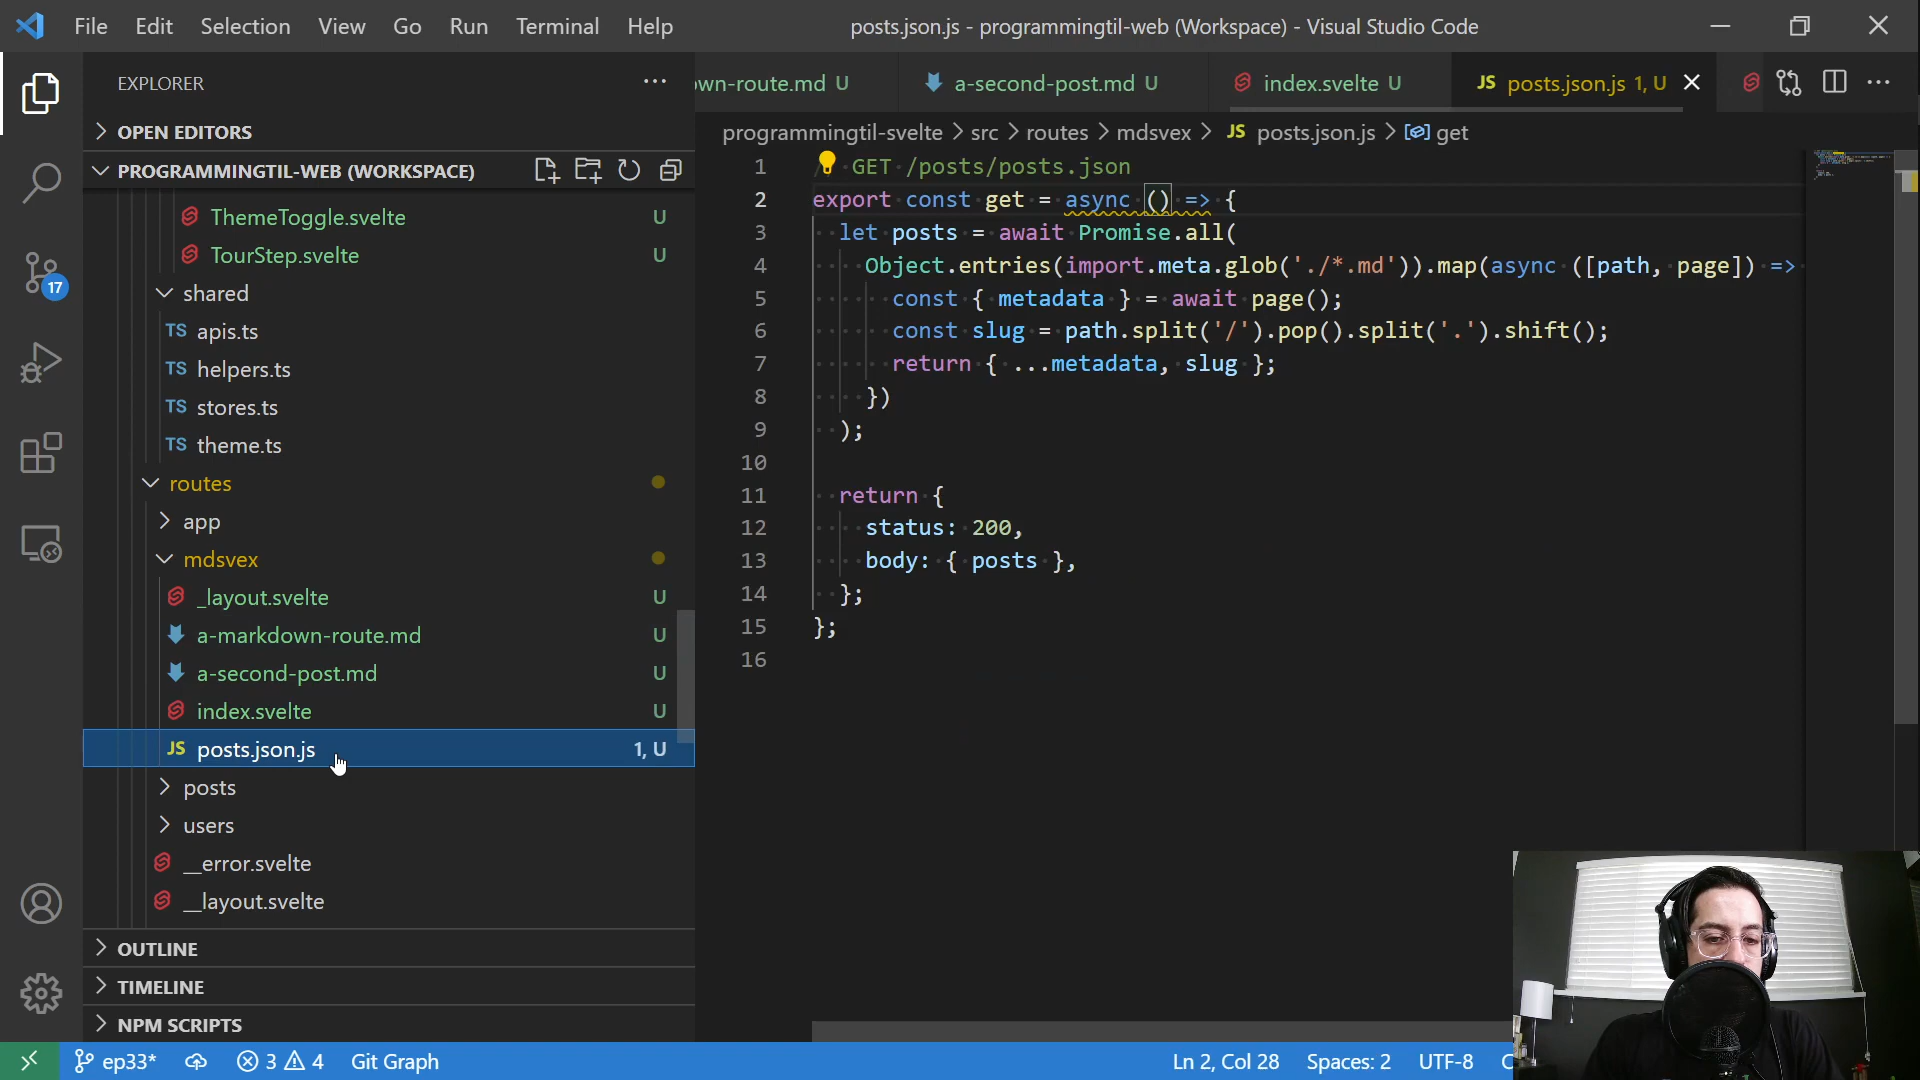 File Edit Selection View Go Run Terminal Help
posts.json.js - programmingtil-web (Workspace) - Visual Studio Code
EXPLORER
OPEN EDITORS
PROGRAMMINGTIL-WEB (WORKSPACE)
ThemeToggle.svelte U
TourStep.svelte U
shared
TS apis.ts
TS helpers.ts
TS stores.ts
TS theme.ts
routes
app
mdsvex
_layout.svelte U
a-markdown-route.md U
a-second-post.md U
index.svelte U
JS posts.json.js 1, U
posts
users
__error.svelte
__layout.svelte
OUTLINE
TIMELINE
NPM SCRIPTS
17
wn-route.md U a-second-post.md U index.svelte U JS posts.json.js 1, U
programmingtil-svelte > src > routes > mdsvex > JS posts.json.js > get
1 GET /posts/posts.json
2 export const get = async () => {
3 let posts = await Promise.all(
4 Object.entries(import.meta.glob('./*.md')).map(async ([path, page]) =>
5 const { metadata } = await page();
6 const slug = path.split('/').pop().split('.').shift();
7 return { ...metadata, slug };
8 })
9 );
10
11 return {
12 status: 200,
13 body: { posts },
14 };
15 };
16
ep33* 3 4 Git Graph Ln 2, Col 28 Spaces: 2 UTF-8